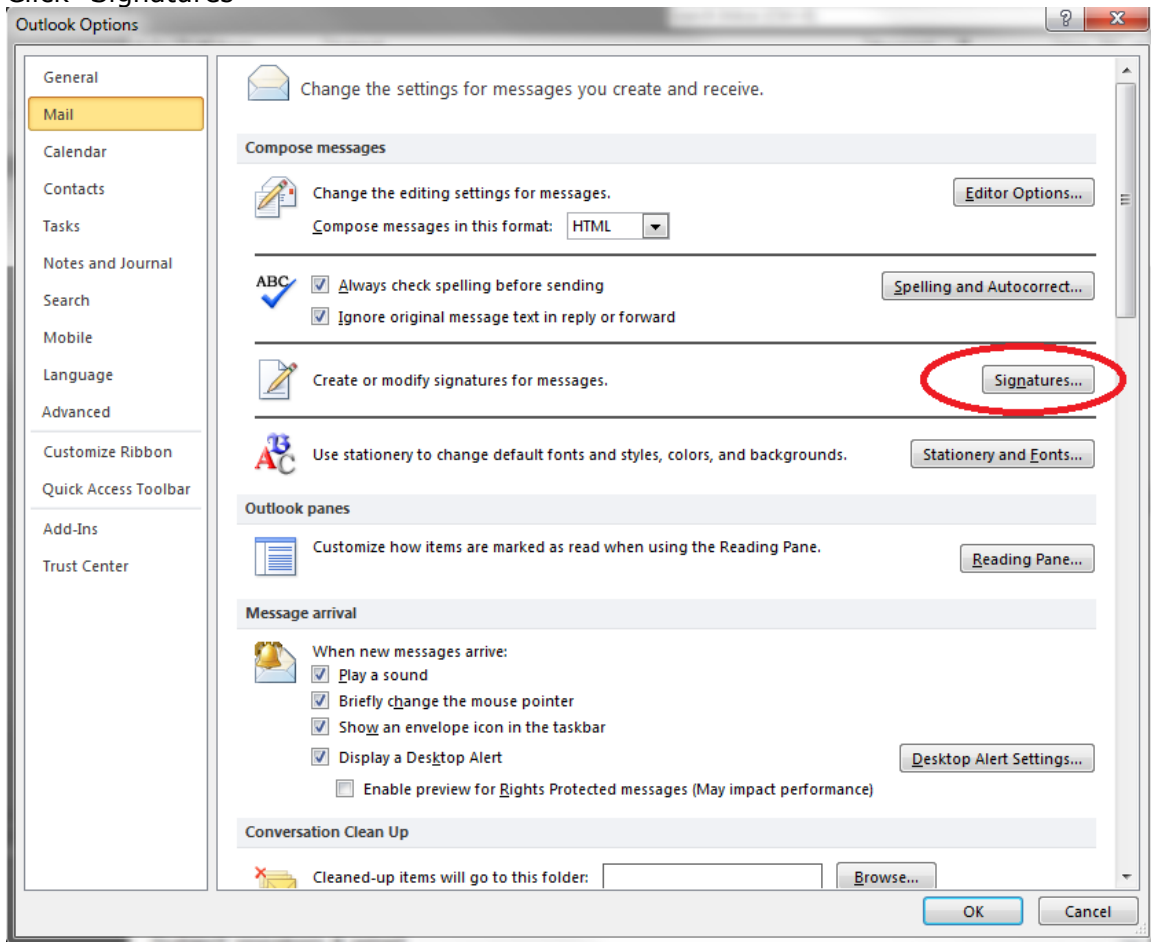 Click "Signatures"
Outlook Options
General
Mail
Calendar
Contacts
Tasks
Notes and Journal
Search
Mobile
Language
Advanced
Customize Ribbon
Quick Access Toolbar
Add-Ins
Trust Center
Change the settings for messages you create and receive.
Compose messages
Change the editing settings for messages.
Editor Options...
Compose messages in this format: HTML
ABC
Always check spelling before sending
Spelling and Autocorrect...
Ignore original message text in reply or forward
Create or modify signatures for messages.
Signatures...
Use stationery to change default fonts and styles, colors, and backgrounds.
Stationery and Fonts...
Outlook panes
Customize how items are marked as read when using the Reading Pane.
Reading Pane...
Message arrival
When new messages arrive:
Play a sound
Briefly change the mouse pointer
Show an envelope icon in the taskbar
Display a Desktop Alert
Desktop Alert Settings...
Enable preview for Rights Protected messages (May impact performance)
Conversation Clean Up
Cleaned-up items will go to this folder:
Browse...
OK
Cancel